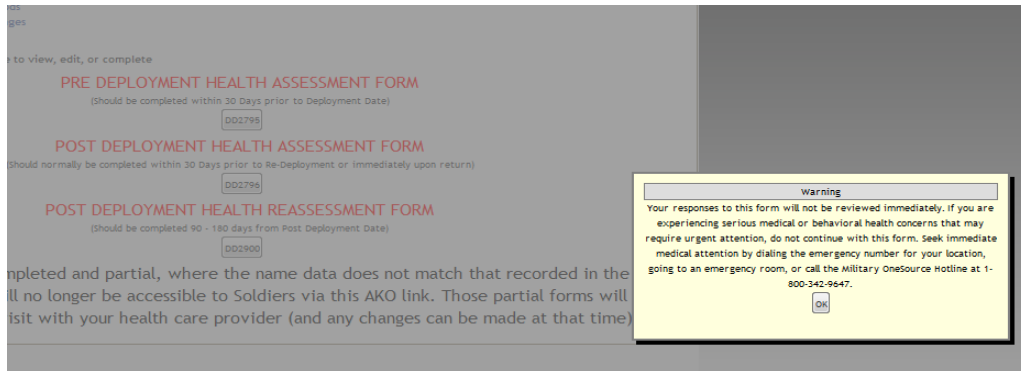 ges
e to view, edit, or complete
PRE DEPLOYMENT HEALTH ASSESSMENT FORM
(Should be completed within 30 Days prior to Deployment Date)
DD2795
POST DEPLOYMENT HEALTH ASSESSMENT FORM
(Should normally be completed within 30 Days prior to Re-Deployment or immediately upon return)
DD2796
POST DEPLOYMENT HEALTH REASSESSMENT FORM
(Should be completed 90 - 180 days from Post Deployment Date)
DD2900
mpleted and partial, where the name data does not match that recorded in the
ll no longer be accessible to Soldiers via this AKO link. Those partial forms will
isit with your health care provider (and any changes can be made at that time)
Warning
Your responses to this form will not be reviewed immediately. If you are
experiencing serious medical or behavioral health concerns that may
require urgent attention, do not continue with this form. Seek immediate
medical attention by dialing the emergency number for your location,
going to an emergency room, or call the Military OneSource Hotline at 1-
800-342-9647.
OK